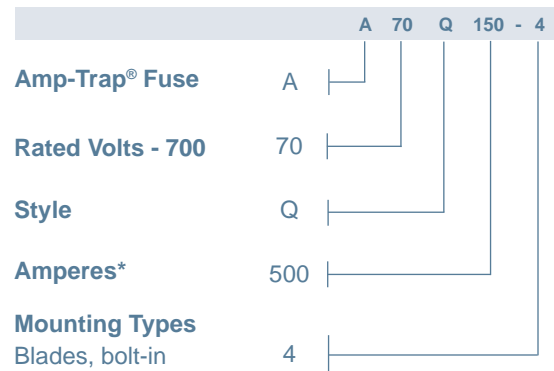 A 70 Q 150 - 4
Amp-Trap® Fuse A
Rated Volts - 700 70
Style Q
Amperes* 500
Mounting Types
Blades, bolt-in 4